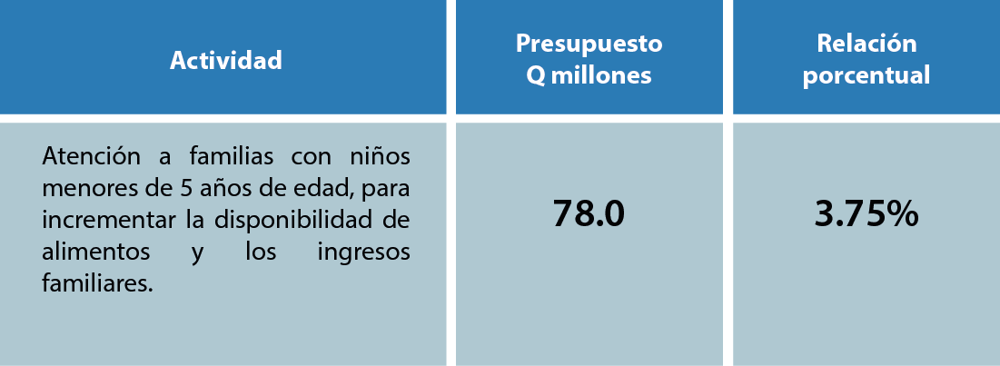 Actividad
Presupuesto
Q millones
Relación
porcentual
Atención a familias con niños
menores de 5 años de edad, para
incrementar la disponibilidad de
alimentos y los ingresos
familiares.
78.0
3.75%